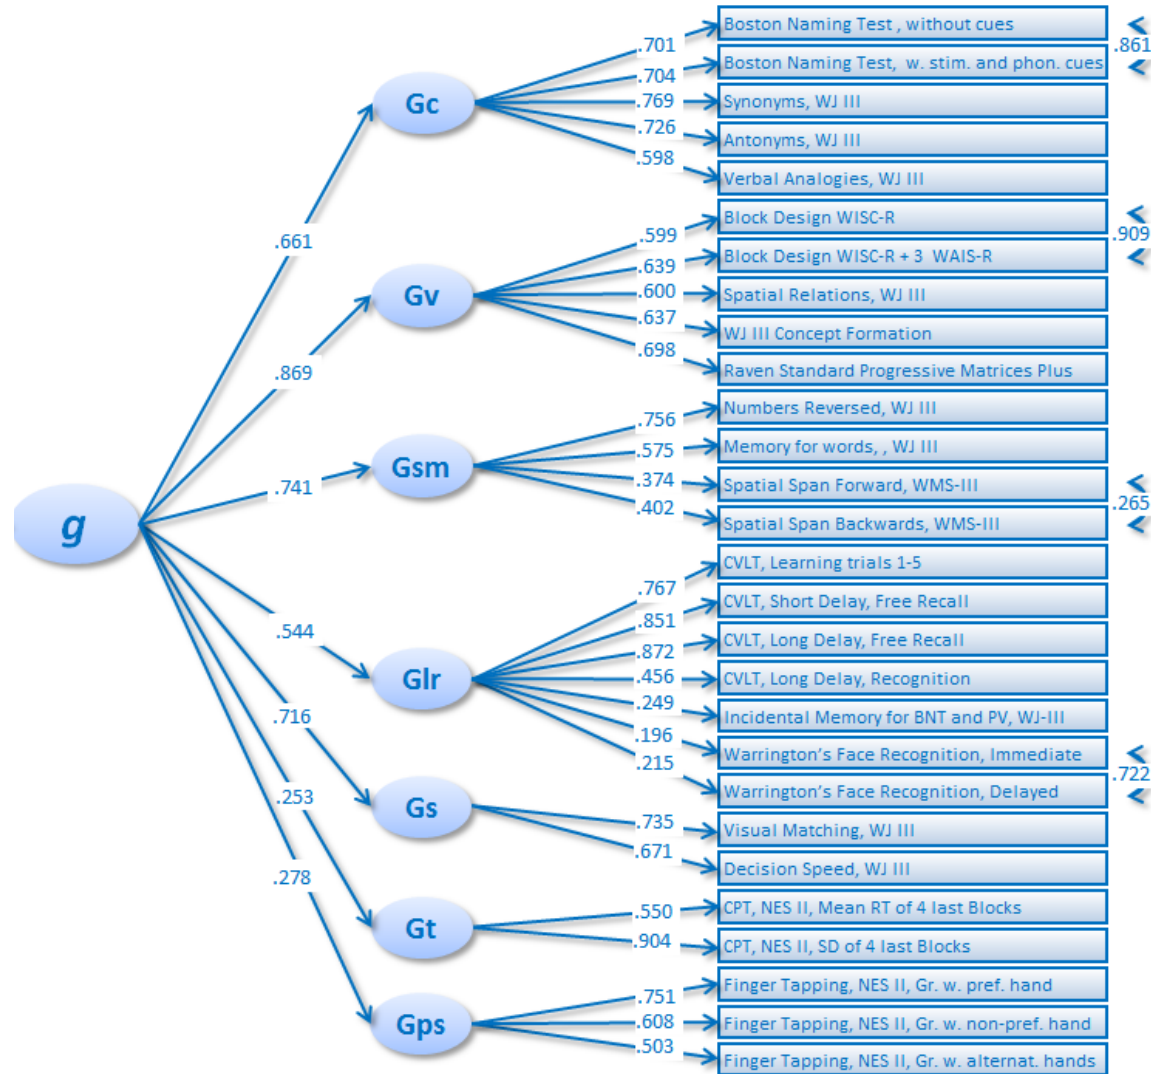 Boston Naming Test , without cues
.701
.861
.704
Boston Naming Test, w. stim. and phon. cues
Gc
.769
Synonyms, WJ III
.726
Antonyms, WJ III
.598
Verbal Analogies, WJ III
.661
Block Design WISC-R
.599
.909
.639
Block Design WISC-R + 3 WAIS-R
Gv
.600
Spatial Relations, WJ III
.637
WJ III Concept Formation
.698
Raven Standard Progressive Matrices Plus
.869
Numbers Reversed, WJ III
.756
.575
Memory for words, , WJ III
Gsm
.374
Spatial Span Forward, WMS-III
.741
.402
.265
Spatial Span Backwards, WMS-III
g
CVLT, Learning trials 1-5
.767
.851
CVLT, Short Delay, Free Recall
.544
.872
CVLT, Long Delay, Free Recall
Glr
.456
CVLT, Long Delay, Recognition
.249
Incidental Memory for BNT and PV, WJ-III
.716
.196
Warrington's Face Recognition, Immediate
.215
.722
Warrington's Face Recognition, Delayed
.253
Gs
.735
Visual Matching, WJ III
.671
Decision Speed, WJ III
.278
.550
CPT, NES II, Mean RT of 4 last Blocks
Gt
.904
CPT, NES II, SD of 4 last Blocks
.751
Finger Tapping, NES II, Gr. w. pref. hand
Gps
.608
Finger Tapping, NES II, Gr. w. non-pref. hand
.503
Finger Tapping, NES II, Gr. w. alternat. hands